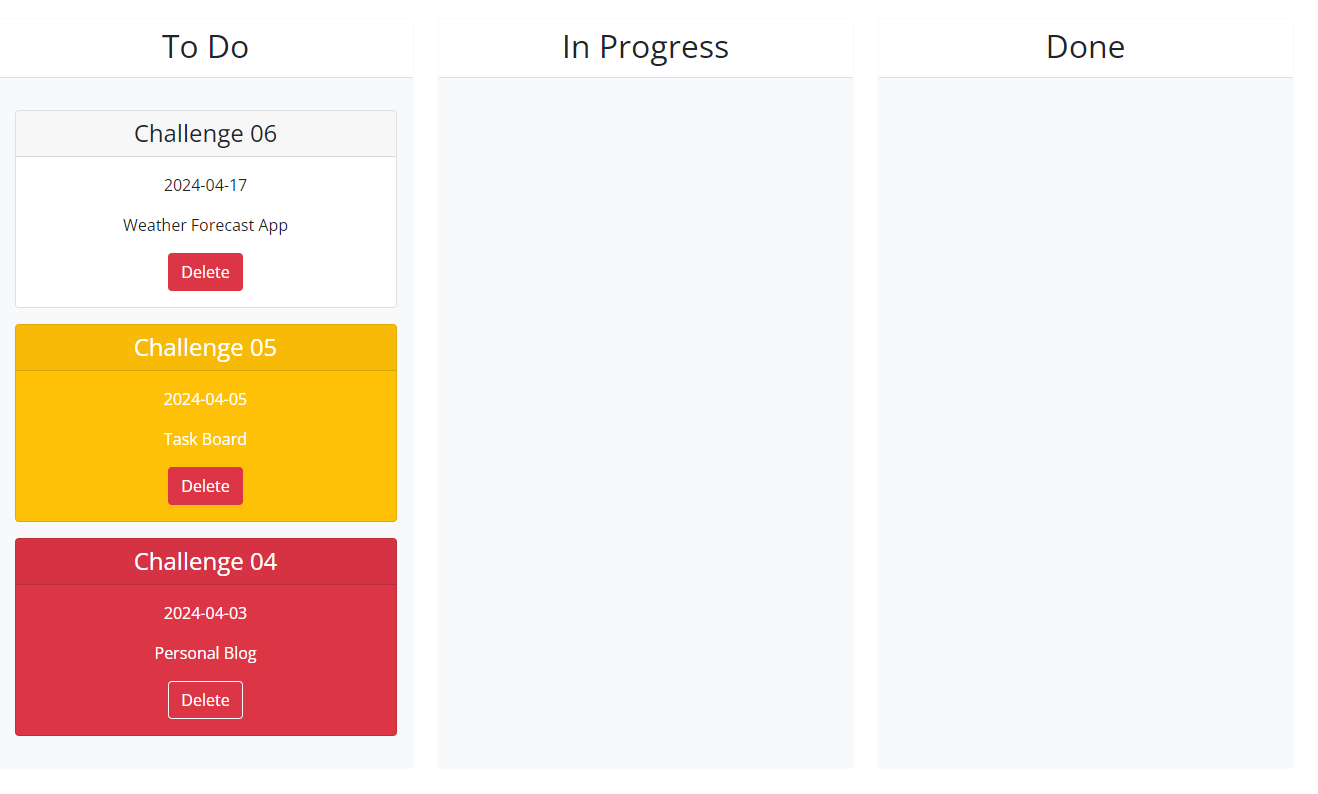 To Do
Challenge 06
2024-04-17
Weather Forecast App
Delete
Challenge 05
2024-04-05
Task Board
Delete
Challenge 04
2024-04-03
Personal Blog
Delete
In Progress
Done